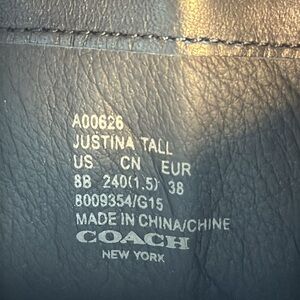 A00626
JUSTINA TALL
US CN EUR
8B 240(1.5) 38
8009354/G15
MADE IN CHINA/CHINE
COACH
NEW YORK